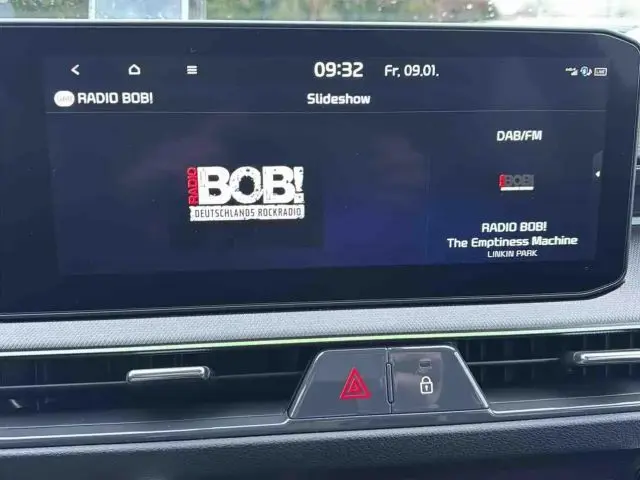 09:32 Fr, 09.01.
RADIO BOB!
Slideshow
DAB/FM
RADIO
BOB!
DEUTSCHLANDS ROCKRADIO
BOB!
RADIO BOB!
The Emptiness Machine
LINKIN PARK